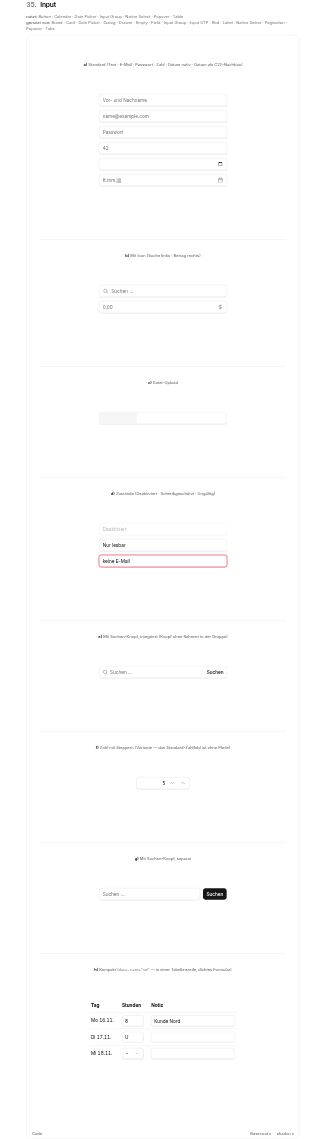 35. Input
nutzt: Button · Calendar · Date Picker · Input Group · Native Select · Popover · Table
genutzt von: Brand · Card · Date Picker · Dialog · Drawer · Empty · Field · Input Group · Input OTP · Kbd · Label · Native Select · Pagination ·
Popover · Tabs
a) Standard (Text · E-Mail · Passwort · Zahl · Datum nativ · Datum als
Vor- und Nachname
name@example.com
Passwort
42
b) Mit Icon (Suche links · Betrag rechts)
Suchen …
0,00
c) Datei-Upload
d) Zustände (Deaktiviert · Schreibgeschützt · Ungültig)
Deaktiviert
Nur lesbar
keine E-Mail
e) Mit Suchen-Knopf, integriert (Knopf ohne Rahmen in der Gruppe)
Suchen …
Suchen
f) Zahl mit Steppern (Variante — das Standard-Zahlfeld ist ohne Pfeile)
5
g) Mit Suchen-Knopf, separat
Suchen …
Suchen
h) Kompakt — in einer Tabellenzeile, dichtes Formular)
Tag Stunden Notiz
Mo 16.11. 8 Kunde Nord
Di 17.11. U
Mi 18.11. –
Code